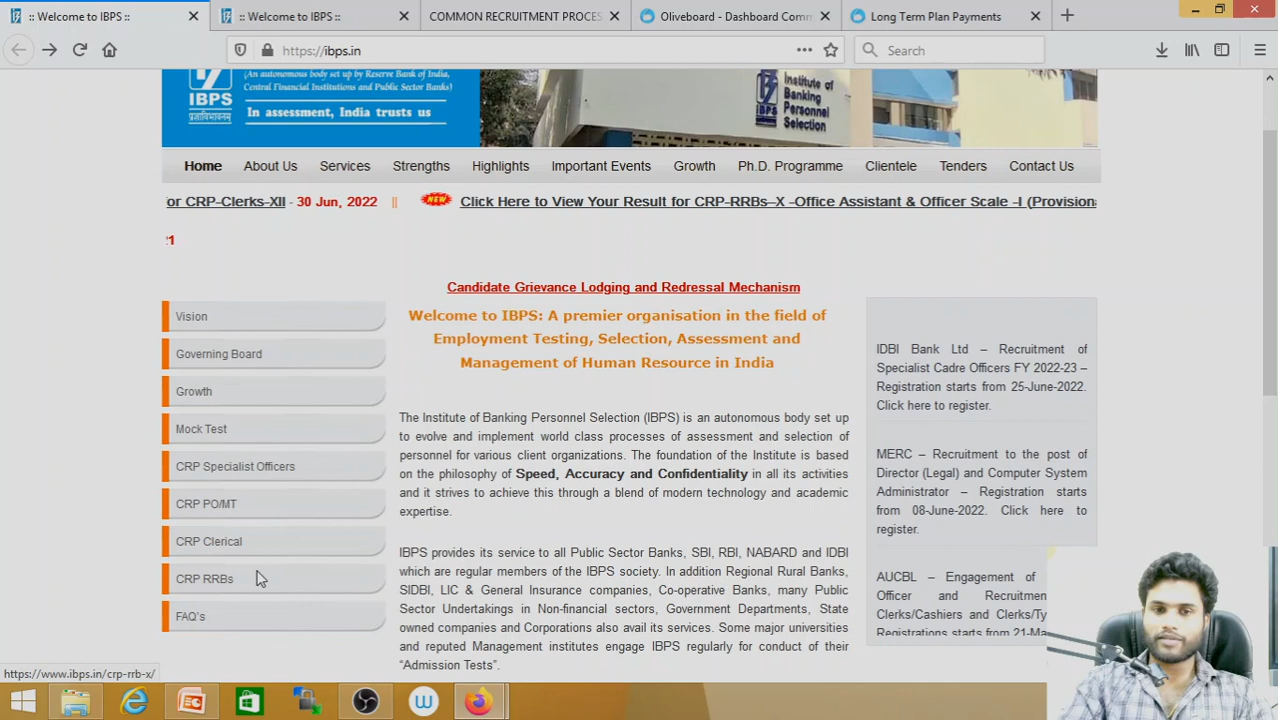 :: Welcome to IBPS ::
:: Welcome to IBPS ::
COMMON RECRUITMENT PROCES
Oliveboard - Dashboard Comm
Long Term Plan Payments
https://ibps.in
Search
(An autonomous body set up by Reserve Bank of India,
Central Financial Institutions and Public Sector Banks)
IBPS
In assessment, India trusts us
Institute of
Banking
Personnel
Selection
IBPS
Home About Us Services Strengths Highlights Important Events Growth Ph.D. Programme Clientele Tenders Contact Us
or CRP-Clerks-XII - 30 Jun, 2022 || NEW Click Here to View Your Result for CRP-RRBs–X -Office Assistant & Officer Scale -I (Provisiona
21
Candidate Grievance Lodging and Redressal Mechanism
Welcome to IBPS: A premier organisation in the field of
Employment Testing, Selection, Assessment and
Management of Human Resource in India
Vision
Governing Board
Growth
Mock Test
CRP Specialist Officers
CRP PO/MT
CRP Clerical
CRP RRBs
FAQ's
The Institute of Banking Personnel Selection (IBPS) is an autonomous body set up
to evolve and implement world class processes of assessment and selection of
personnel for various client organizations. The foundation of the Institute is based
on the philosophy of Speed, Accuracy and Confidentiality in all its activities
and it strives to achieve this through a blend of modern technology and academic
expertise.
IBPS provides its service to all Public Sector Banks, SBI, RBI, NABARD and IDBI
which are regular members of the IBPS society. In addition Regional Rural Banks,
SIDBI, LIC & General Insurance companies, Co-operative Banks, many Public
Sector Undertakings in Non-financial sectors, Government Departments, State
owned companies and Corporations also avail its services. Some major universities
and reputed Management institutes engage IBPS regularly for conduct of their
“Admission Tests”.
IDBI Bank Ltd – Recruitment of
Specialist Cadre Officers FY 2022-23 –
Registration starts from 25-June-2022.
Click here to register.
MERC – Recruitment to the post of
Director (Legal) and Computer System
Administrator – Registration starts
from 08-June-2022. Click here to
register.
AUCBL – Engagement of
Officer and Recruitmen
Clerks/Cashiers and Clerks/Ty
Registrations starts from 21-Ma
https://www.ibps.in/crp-rrb-x/